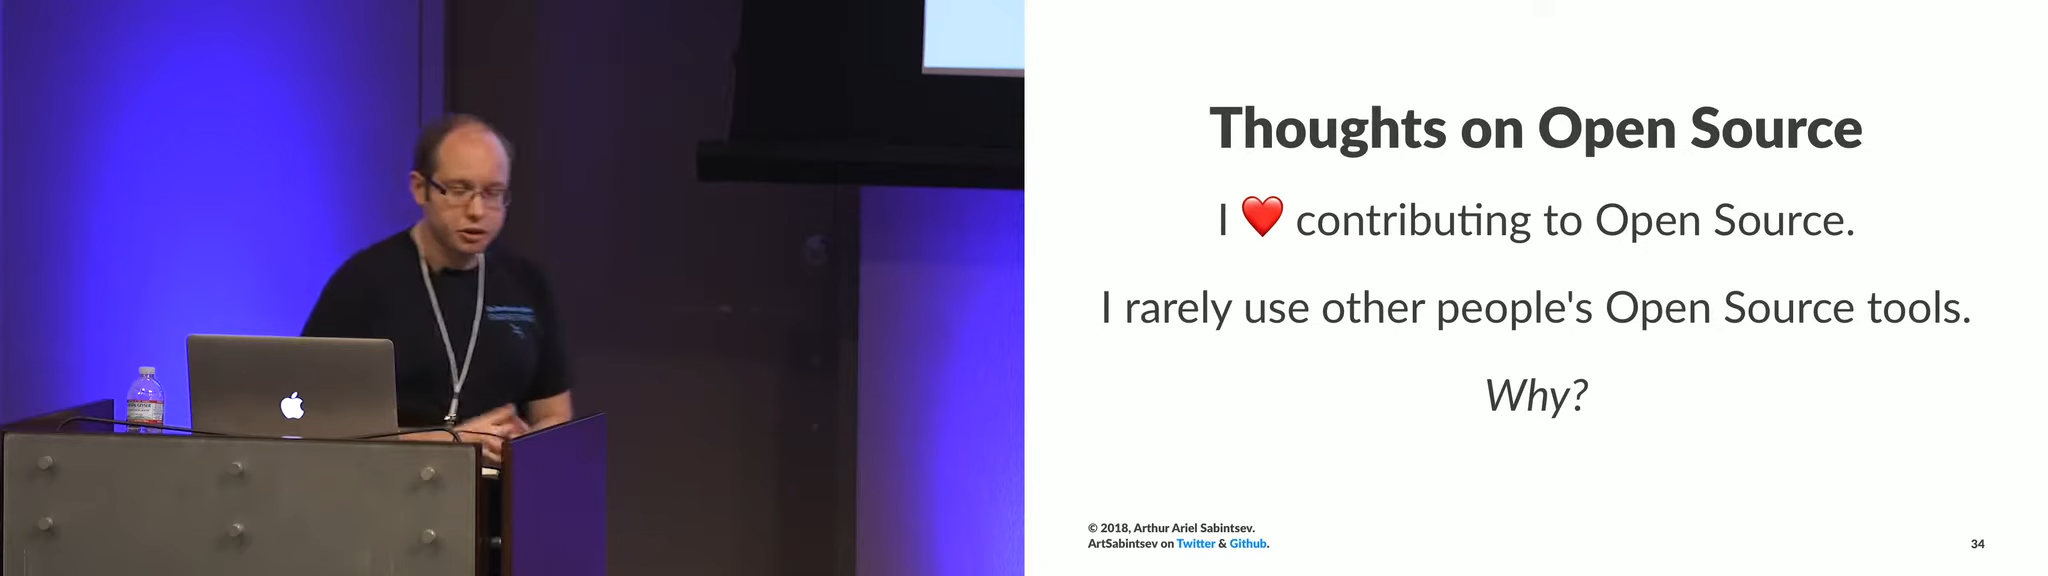 Thoughts on Open Source
I ❤️ contributing to Open Source.
I rarely use other people's Open Source tools.
Why?
© 2018, Arthur Ariel Sabintsev.
ArtSabintsev on Twitter & Github.
34